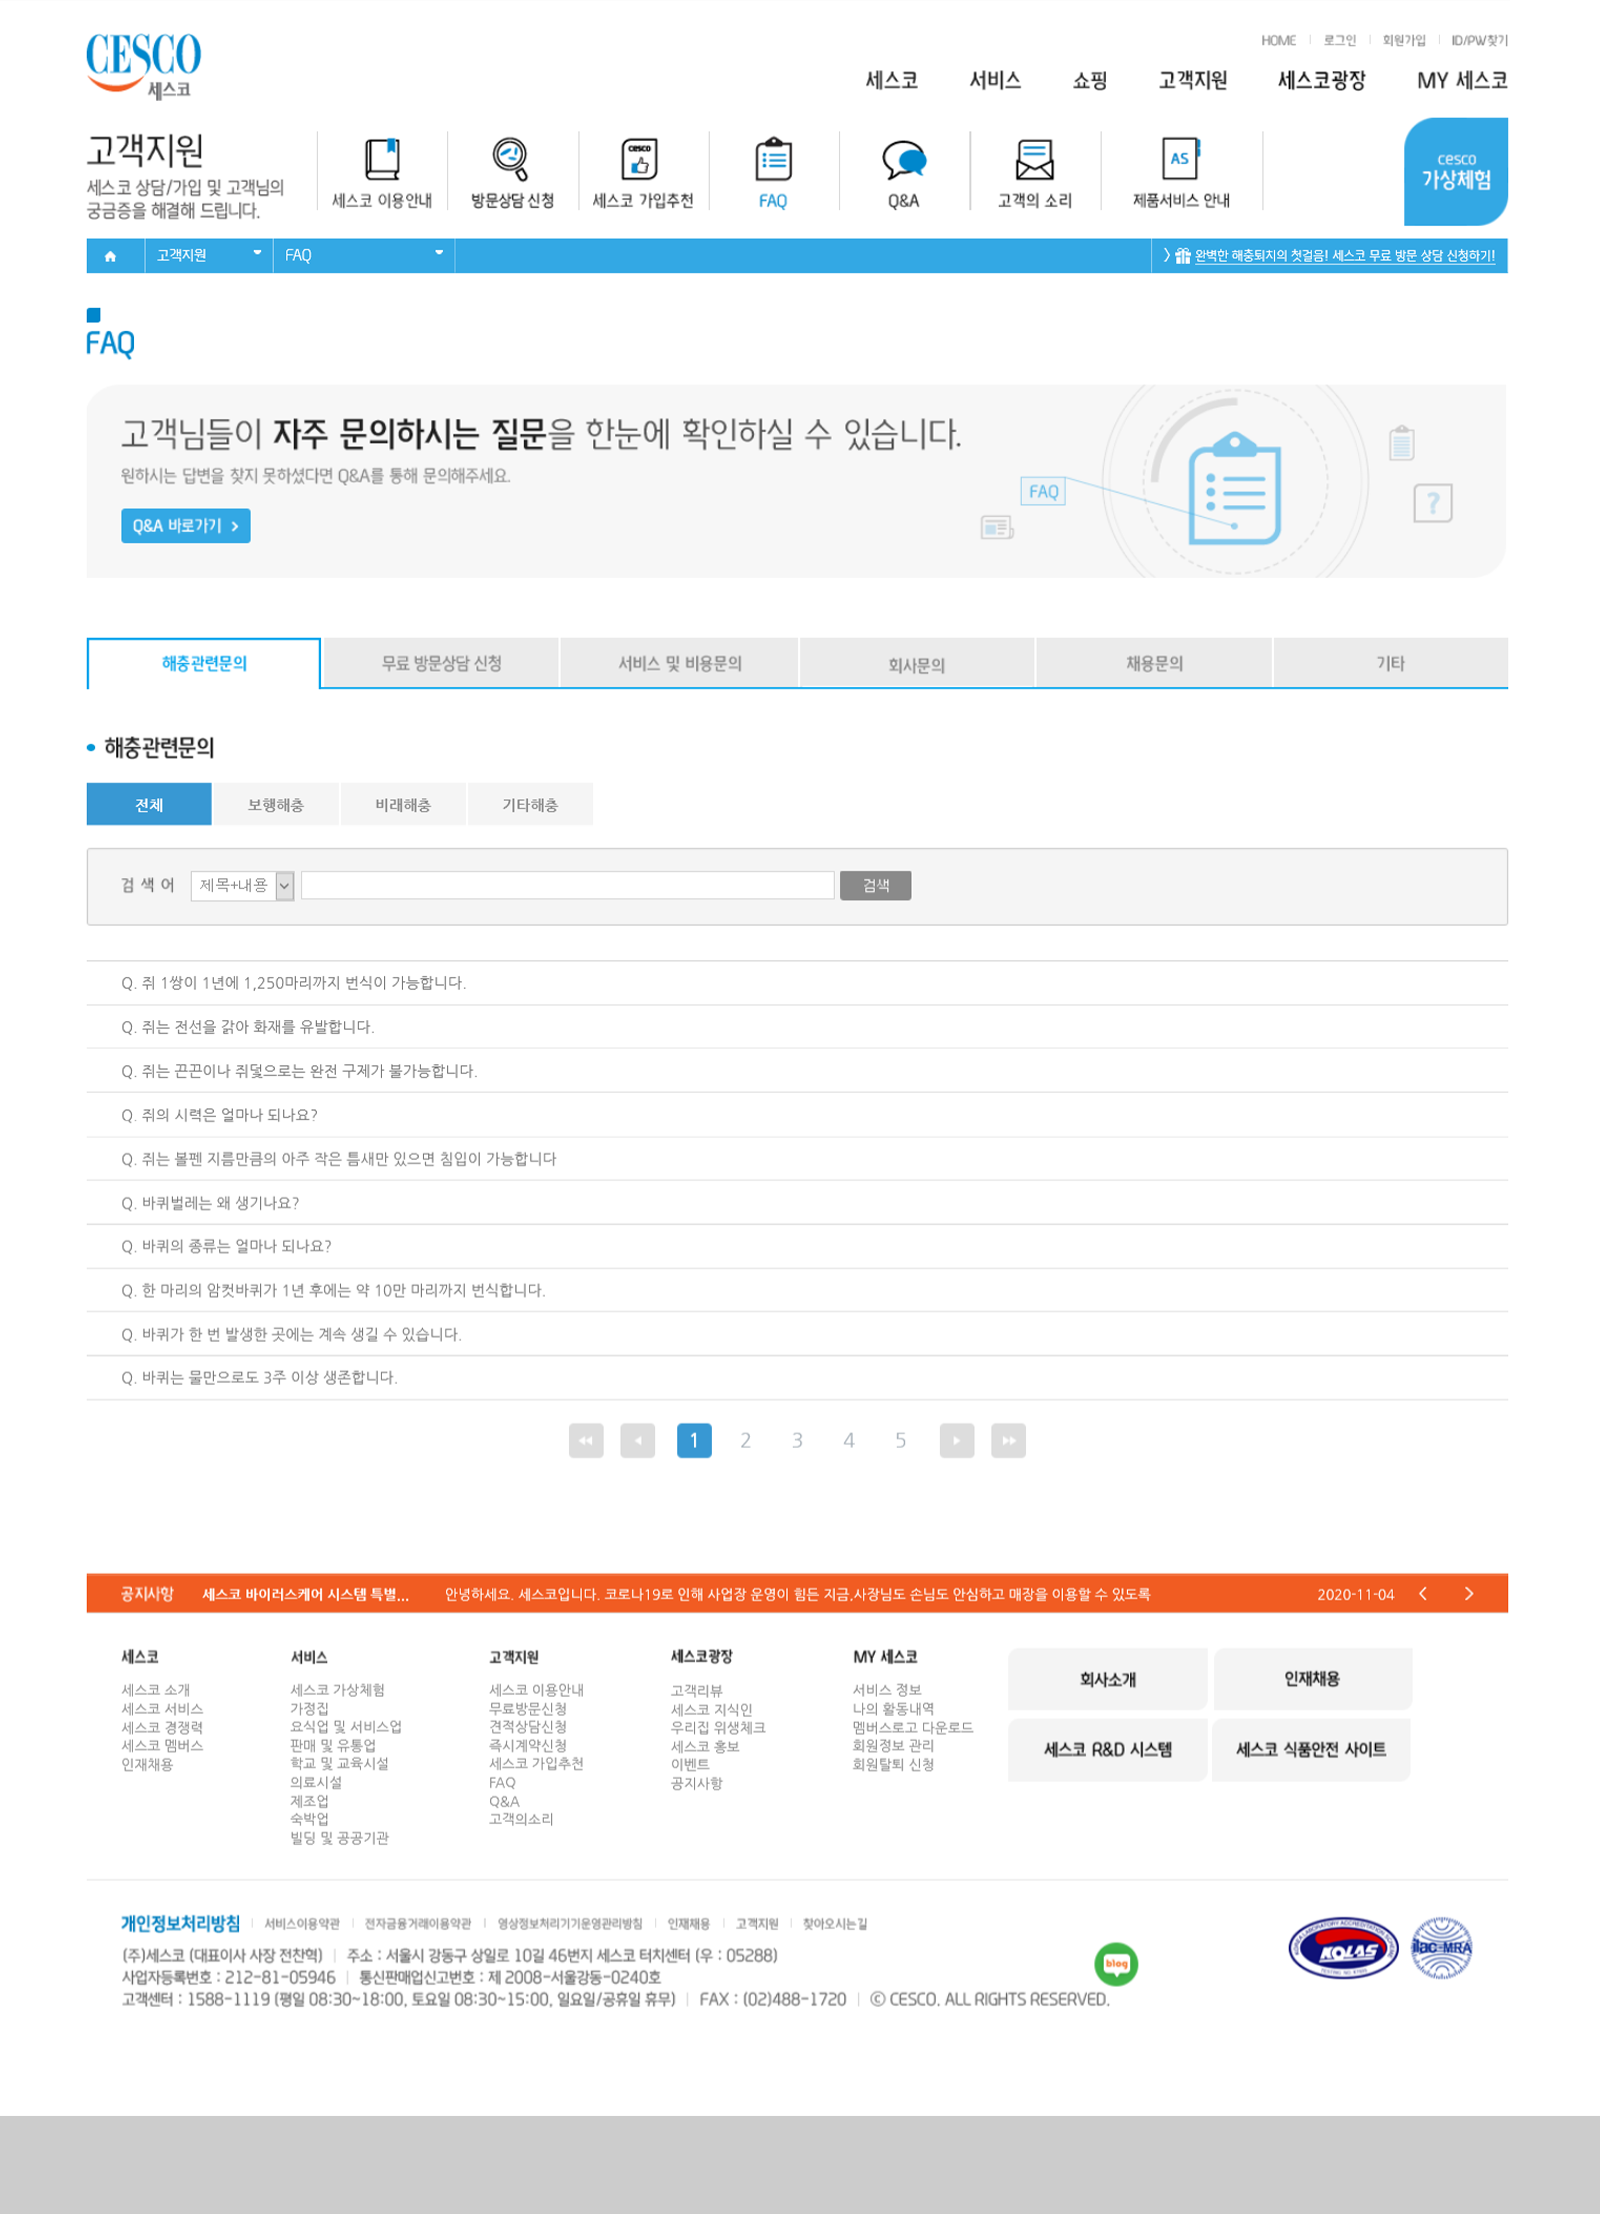 CESCO
세스코
HOME 로그인 회원가입 ID/PW찾기
세스코 서비스 쇼핑 고객지원 세스코광장 MY 세스코
고객지원
세스코 상담/가입 및 고객님의
궁금증을 해결해 드립니다.
cesco
AS
세스코 이용안내 방문상담 신청 세스코 가입추천 FAQ Q&A 고객의 소리 제품서비스 안내
cesco
가상체험
고객지원 FAQ 완벽한 해충퇴치의 첫걸음! 세스코 무료 방문 상담 신청하기!
FAQ
고객님들이 자주 문의하시는 질문을 한눈에 확인하실 수 있습니다.
원하시는 답변을 찾지 못하셨다면 Q&A를 통해 문의해주세요.
FAQ
?
Q&A 바로가기 >
해충관련문의 무료 방문상담 신청 서비스 및 비용문의 회사문의 채용문의 기타
해충관련문의
전체 보행해충 비래해충 기타해충
검 색 어 제목+내용 검색
Q. 쥐 1쌍이 1년에 1,250마리까지 번식이 가능합니다.
Q. 쥐는 전선을 갉아 화재를 유발합니다.
Q. 쥐는 끈끈이나 쥐덫으로는 완전 구제가 불가능합니다.
Q. 쥐의 시력은 얼마나 되나요?
Q. 쥐는 볼펜 지름만큼의 아주 작은 틈새만 있으면 침입이 가능합니다
Q. 바퀴벌레는 왜 생기나요?
Q. 바퀴의 종류는 얼마나 되나요?
Q. 한 마리의 암컷바퀴가 1년 후에는 약 10만 마리까지 번식합니다.
Q. 바퀴가 한 번 발생한 곳에는 계속 생길 수 있습니다.
Q. 바퀴는 물만으로도 3주 이상 생존합니다.
1 2 3 4 5
공지사항 세스코 바이러스케어 시스템 특별... 안녕하세요. 세스코입니다. 코로나19로 인해 사업장 운영이 힘든 지금,사장님도 손님도 안심하고 매장을 이용할 수 있도록 2020-11-04
세스코
세스코 소개
세스코 서비스
세스코 경쟁력
세스코 멤버스
인재채용
서비스
세스코 가상체험
가정집
요식업 및 서비스업
판매 및 유통업
학교 및 교육시설
의료시설
제조업
숙박업
빌딩 및 공공기관
고객지원
세스코 이용안내
무료방문신청
견적상담신청
즉시계약신청
세스코 가입추천
FAQ
Q&A
고객의소리
세스코광장
고객리뷰
세스코 지식인
우리집 위생체크
세스코 홍보
이벤트
공지사항
MY 세스코
서비스 정보
나의 활동내역
멤버스로고 다운로드
회원정보 관리
회원탈퇴 신청
회사소개 인재채용
세스코 R&D 시스템 세스코 식품안전 사이트
개인정보처리방침 서비스이용약관 전자금융거래이용약관 영상정보처리기기운영관리방침 인재채용 고객지원 찾아오시는길
(주)세스코 (대표이사 사장 전찬혁) 주소 : 서울시 강동구 상일로 10길 46번지 세스코 터치센터 (우 : 05288)
사업자등록번호 : 212-81-05946 통신판매업신고번호 : 제 2008-서울강동-0240호
고객센터 : 1588-1119 (평일 08:30~18:00, 토요일 08:30~15:00, 일요일/공휴일 휴무) FAX : (02)488-1720 ⓒ CESCO. ALL RIGHTS RESERVED.
blog
KOLAS
ilac-MRA